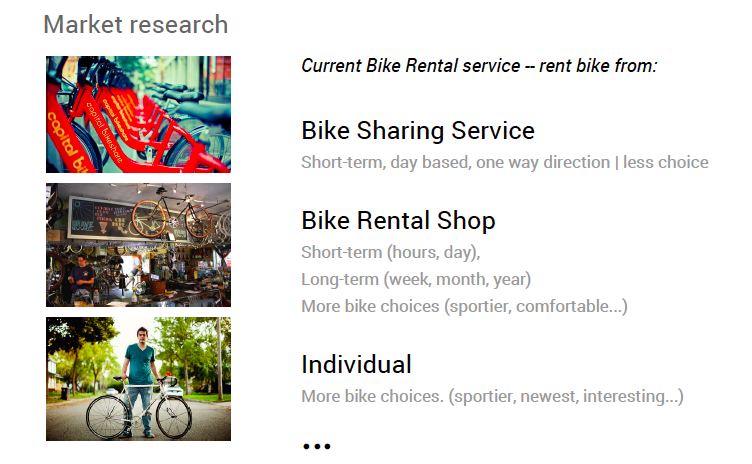 Market research
Current Bike Rental service -- rent bike from:
capital bikeshare
capital bikeshare
Bike Sharing Service
Short-term, day based, one way direction | less choice
Bike Rental Shop
Short-term (hours, day),
Long-term (week, month, year)
More bike choices (sportier, comfortable...)
Individual
More bike choices. (sportier, newest, interesting...)
...